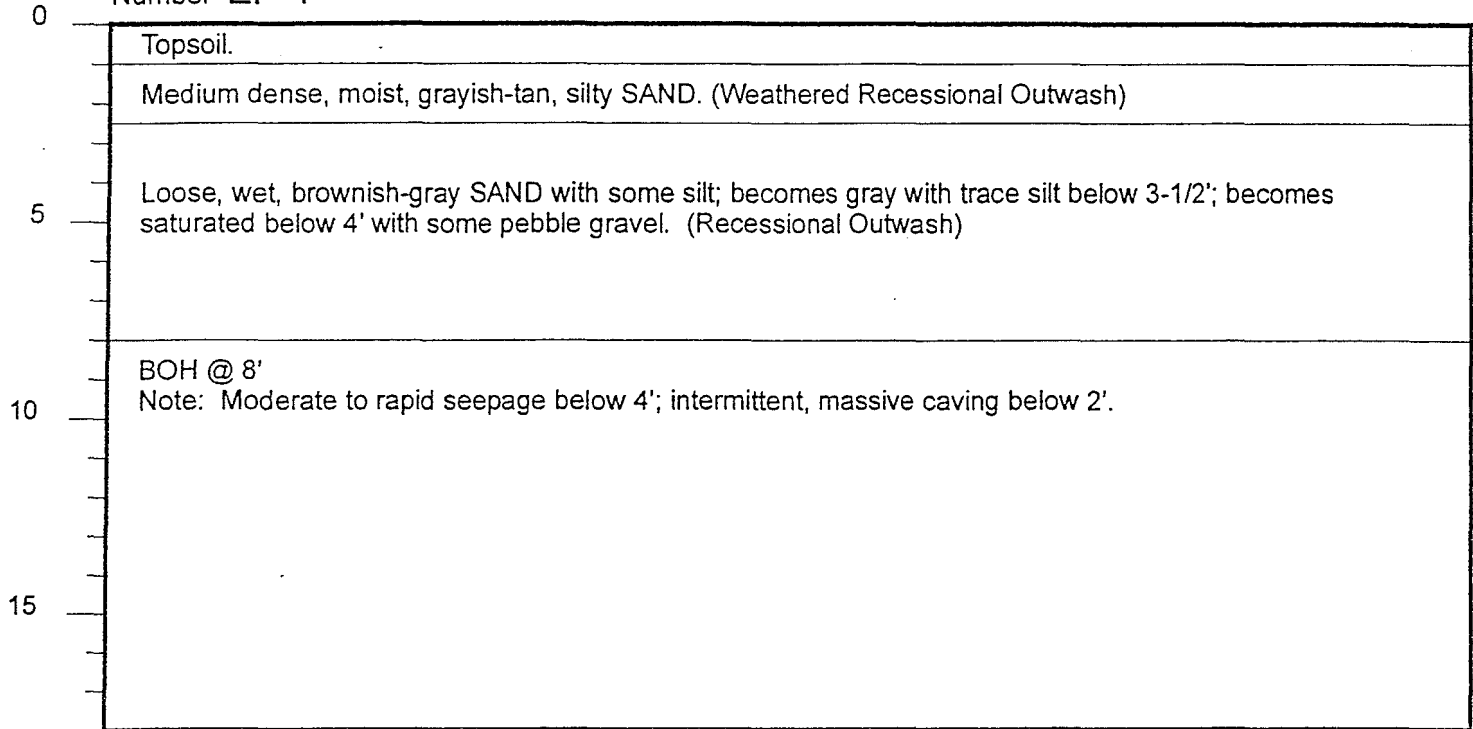 Number
0
Topsoil.
Medium dense, moist, grayish-tan, silty SAND. (Weathered Recessional Outwash)
Loose, wet, brownish-gray SAND with some silt; becomes gray with trace silt below 3-1/2'; becomes
5
saturated below 4' with some pebble gravel. (Recessional Outwash)
BOH @ 8'
10
Note: Moderate to rapid seepage below 4'; intermittent, massive caving below 2'.
15